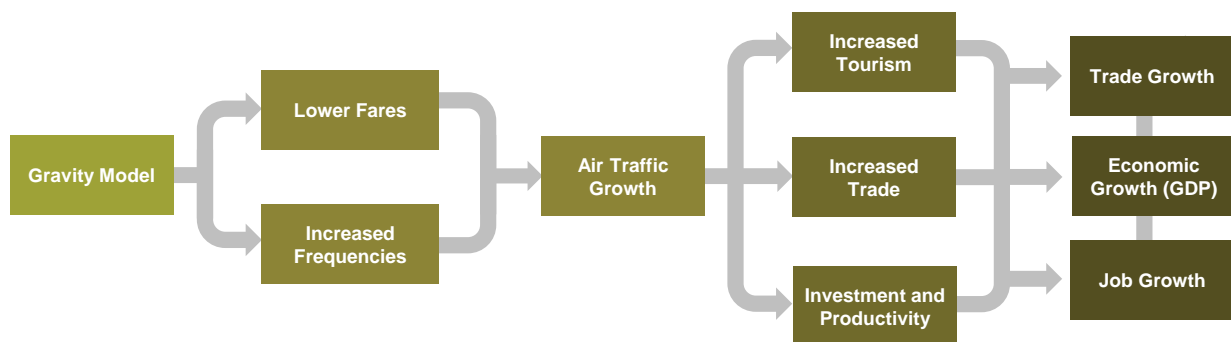 Gravity Model
Lower Fares
Increased
Frequencies
Air Traffic
Growth
Increased
Tourism
Increased
Trade
Investment and
Productivity
Trade Growth
Economic
Growth (GDP)
Job Growth